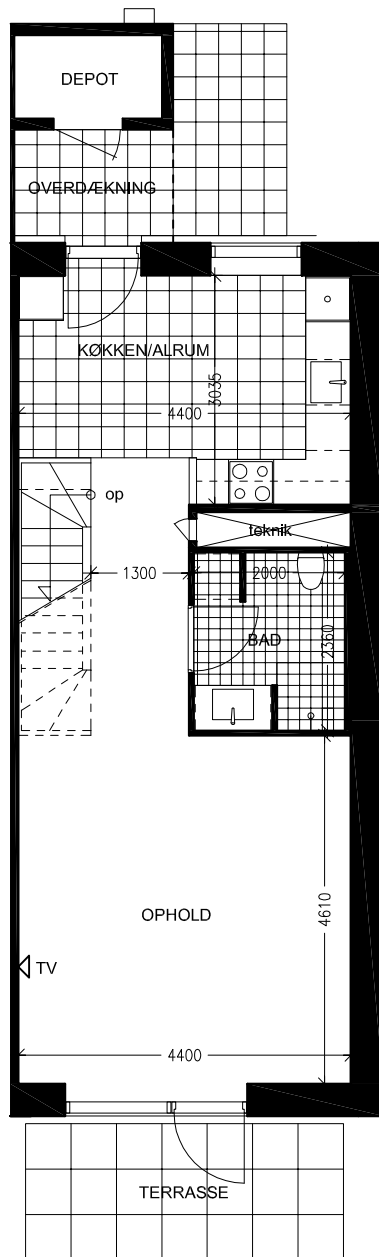 DEPOT
OVERDÆKNING
KØKKEN/ALRUM
3035
4400
op
teknik
1300
2000
BAD
2360
OPHOLD
4610
TV
4400
TERRASSE